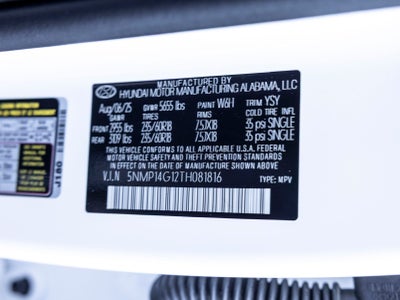 MANUFACTURED BY
HYUNDAI MOTOR MANUFACTURING ALABAMA, LLC
Aug/06/25 GVWR 5655 lbs PAINT W6H TRIM YSY
GAWR TIRES RIMS COLD TIRE INFL
FRONT 2955 lbs 235/60R18 7.5JX18 35 psi SINGLE
REAR 3109 lbs 235/60R18 7.5JX18 35 psi SINGLE
THIS VEHICLE CONFORMS TO ALL APPLICABLE U.S.A. FEDERAL
MOTOR VEHICLE SAFETY AND THEFT PREVENTION STANDARDS
IN EFFECT ON THE DATE OF MANUFACTURE SHOWN ABOVE
V.I.N 5NMP14G12TH081816
TYPE: MPV
J180